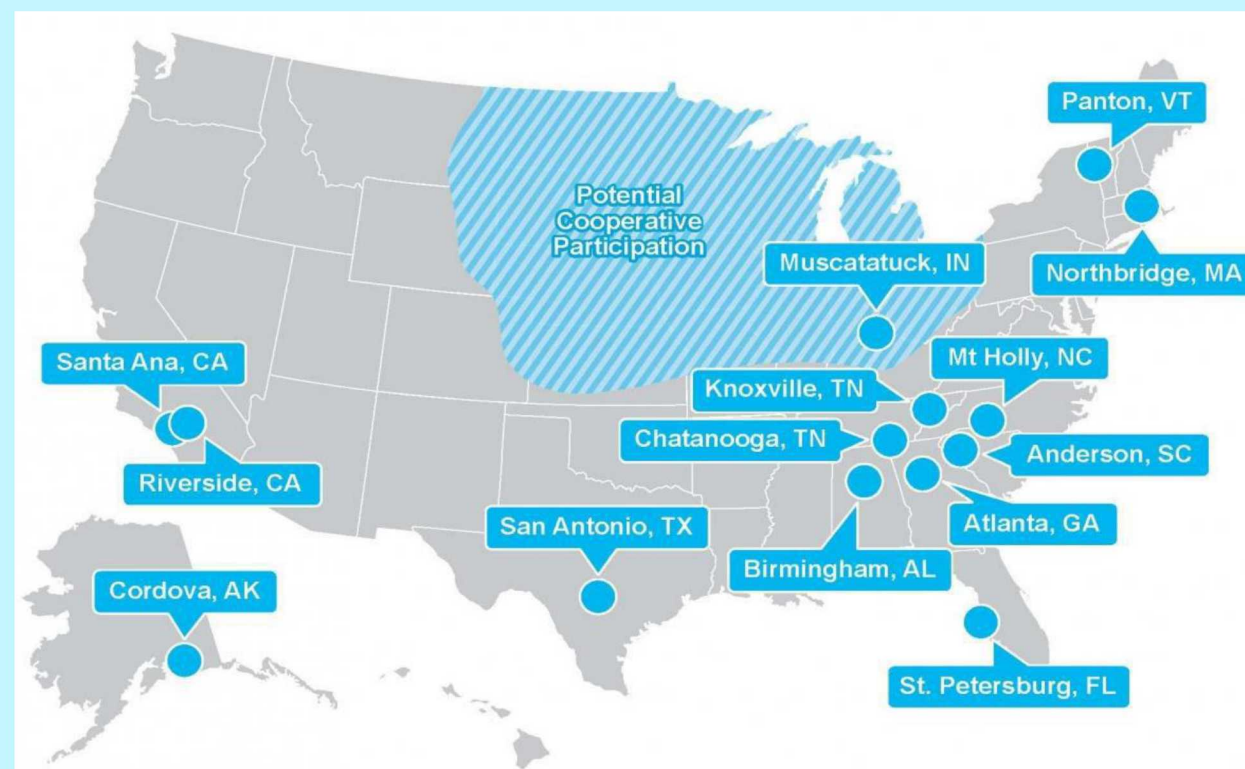 Panton, VT
Potential
Cooperative
Participation
Muscatatuck, IN
Northbridge, MA
Santa Ana, CA
Mt Holly, NC
Knoxville, TN
Chatanooga, TN
Anderson, SC
Riverside, CA
San Antonio, TX
Atlanta, GA
Birmingham, AL
Cordova, AK
St. Petersburg, FL